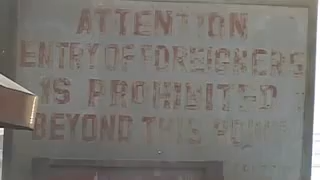 ATTENTION
ENTRY OF FOREIGNERS
IS PROHIBITED
BEYOND THIS POINT